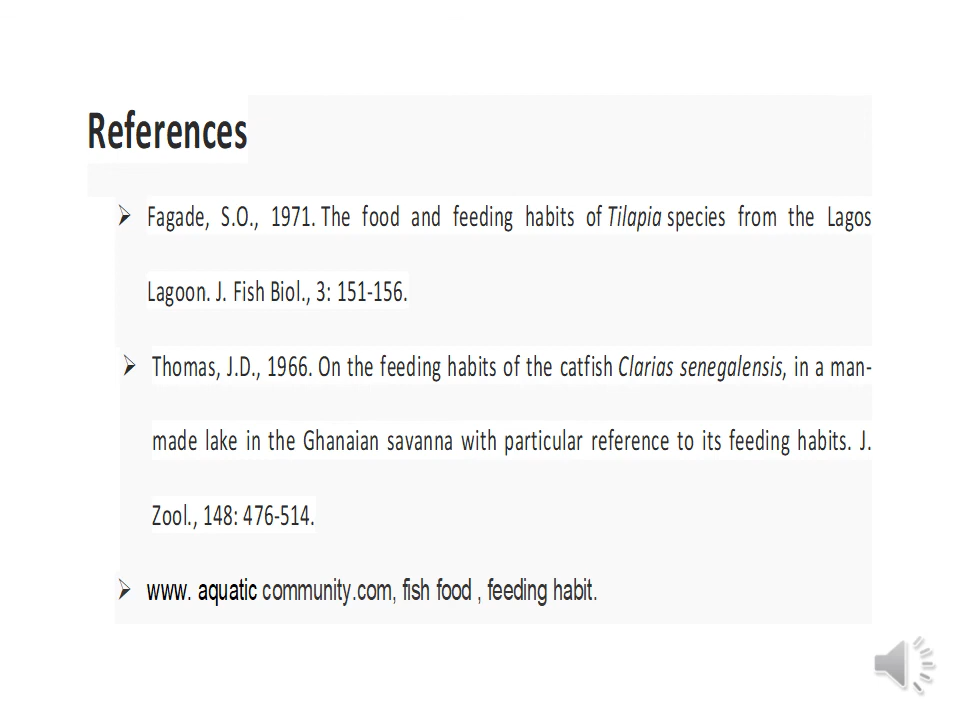 References
➢ Fagade, S.O., 1971. The food and feeding habits of Tilapia species from the Lagos
Lagoon. J. Fish Biol., 3: 151-156.
➢ Thomas, J.D., 1966. On the feeding habits of the catfish Clarias senegalensis, in a man-
made lake in the Ghanaian savanna with particular reference to its feeding habits. J.
Zool., 148: 476-514.
➢ www. aquatic community.com, fish food , feeding habit.